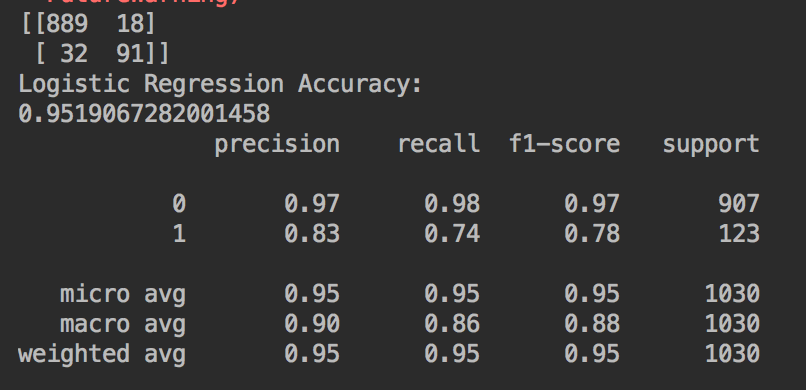 FutureWarning)
[[889 18]
[ 32 91]]
Logistic Regression Accuracy:
0.9519067282001458
precision recall f1-score support
0 0.97 0.98 0.97 907
1 0.83 0.74 0.78 123
micro avg 0.95 0.95 0.95 1030
macro avg 0.90 0.86 0.88 1030
weighted avg 0.95 0.95 0.95 1030